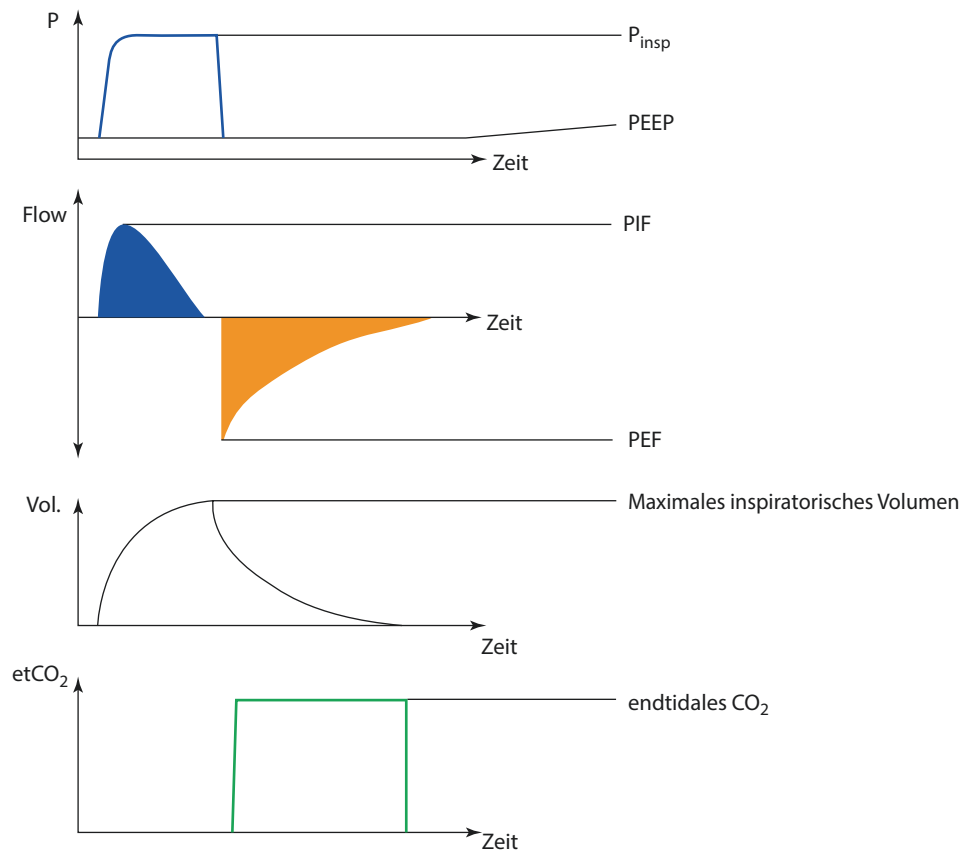 P
P_insp
PEEP
Zeit
Flow
PIF
Zeit
PEF
Vol.
Maximales inspiratorisches Volumen
Zeit
etCO₂
endtidales CO₂
Zeit